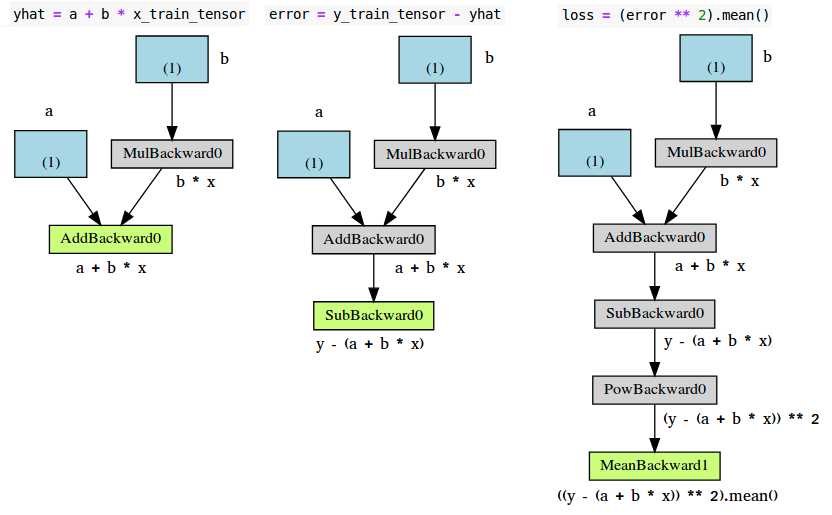 yhat = a + b * x_train_tensor
b
(1)
a
(1)
MulBackward0
b * x
AddBackward0
a + b * x
error = y_train_tensor - yhat
b
(1)
a
(1)
MulBackward0
b * x
AddBackward0
a + b * x
SubBackward0
y - (a + b * x)
loss = (error ** 2).mean()
b
(1)
a
(1)
MulBackward0
b * x
AddBackward0
a + b * x
SubBackward0
y - (a + b * x)
PowBackward0
(y - (a + b * x)) ** 2
MeanBackward1
((y - (a + b * x)) ** 2).mean()